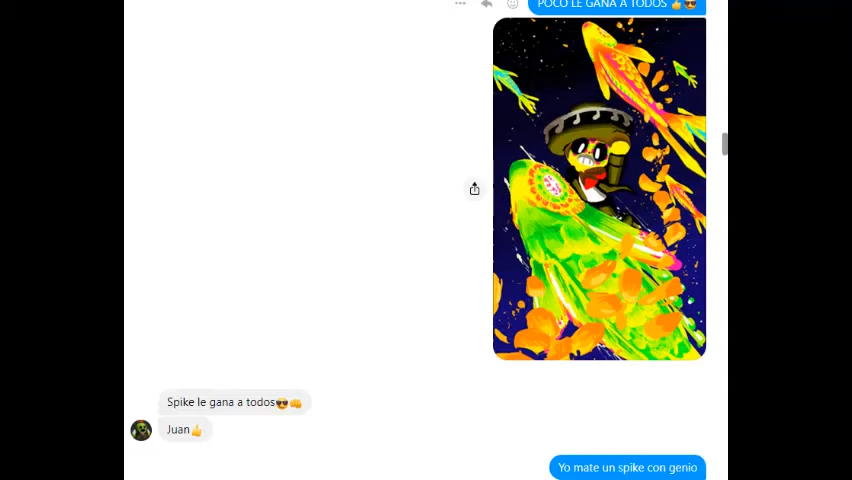 POCO LE GANA A TODOS 👍😎
Spike le gana a todos😎👊
Juan👍
Yo mate un spike con genio